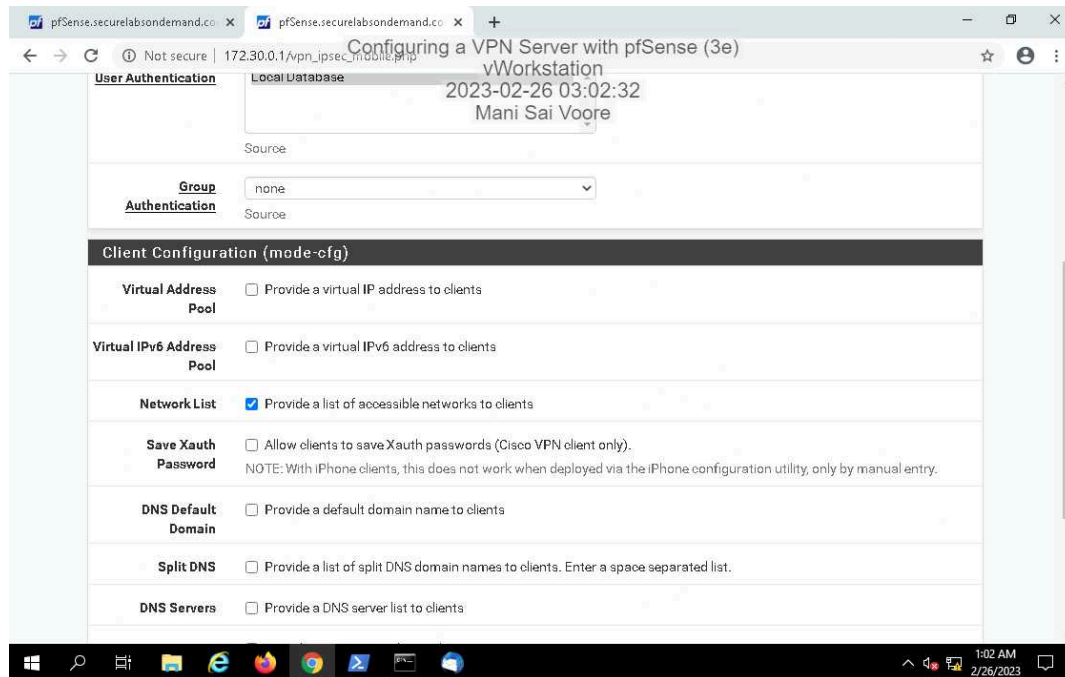 pfSense.securelabsondemand.co
pfSense.securelabsondemand.co
Not secure | 172.30.0.1/vpn_ipsec_mobile.php
Configuring a VPN Server with pfSense (3e)
vWorkstation
2023-02-26 03:02:32
Mani Sai Voore
User Authentication
Local Database
Source
Group
Authentication
none
Source
Client Configuration (mode-cfg)
Virtual Address
Pool
Provide a virtual IP address to clients
Virtual IPv6 Address
Pool
Provide a virtual IPv6 address to clients
Network List
Provide a list of accessible networks to clients
Save Xauth
Password
Allow clients to save Xauth passwords (Cisco VPN client only).
NOTE: With iPhone clients, this does not work when deployed via the iPhone configuration utility, only by manual entry.
DNS Default
Domain
Provide a default domain name to clients
Split DNS
Provide a list of split DNS domain names to clients. Enter a space separated list.
DNS Servers
Provide a DNS server list to clients
1:02 AM
2/26/2023